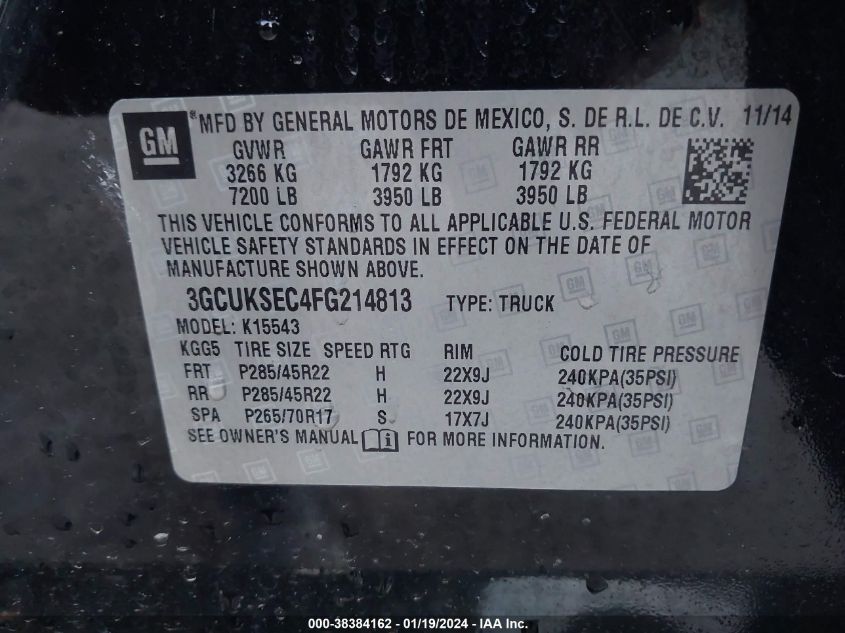 GM ® MFD BY GENERAL MOTORS DE MEXICO, S. DE R.L. DE C.V. 11/14
GVWR GAWR FRT GAWR RR
3266 KG 1792 KG 1792 KG
7200 LB 3950 LB 3950 LB
THIS VEHICLE CONFORMS TO ALL APPLICABLE U.S. FEDERAL MOTOR
VEHICLE SAFETY STANDARDS IN EFFECT ON THE DATE OF
MANUFACTURE SHOWN ABOVE.
3GCUKSEC4FG214813 TYPE: TRUCK
MODEL: K15543
KGG5 TIRE SIZE SPEED RTG RIM COLD TIRE PRESSURE
FRT P285/45R22 H 22X9J 240KPA(35PSI)
RR P285/45R22 H 22X9J 240KPA(35PSI)
SPA P265/70R17 S 17X7J 240KPA(35PSI)
SEE OWNER'S MANUAL FOR MORE INFORMATION.
000-38384162 - 01/19/2024 - IAA Inc.